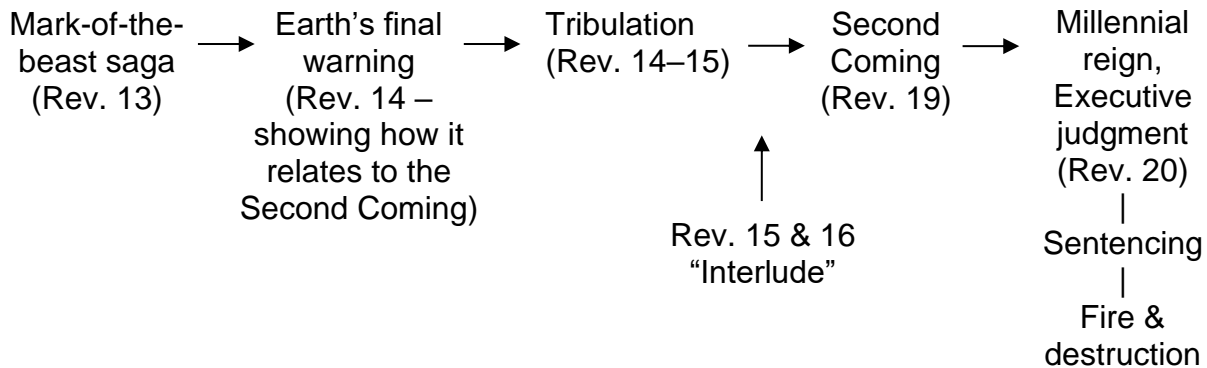 Mark-of-the-
beast saga
(Rev. 13)
Earth’s final
warning
(Rev. 14 –
showing how it
relates to the
Second Coming)
Tribulation
(Rev. 14–15)
Second
Coming
(Rev. 19)
Millennial
reign,
Executive
judgment
(Rev. 20)
|
Sentencing
|
Fire &
destruction
Rev. 15 & 16
“Interlude”